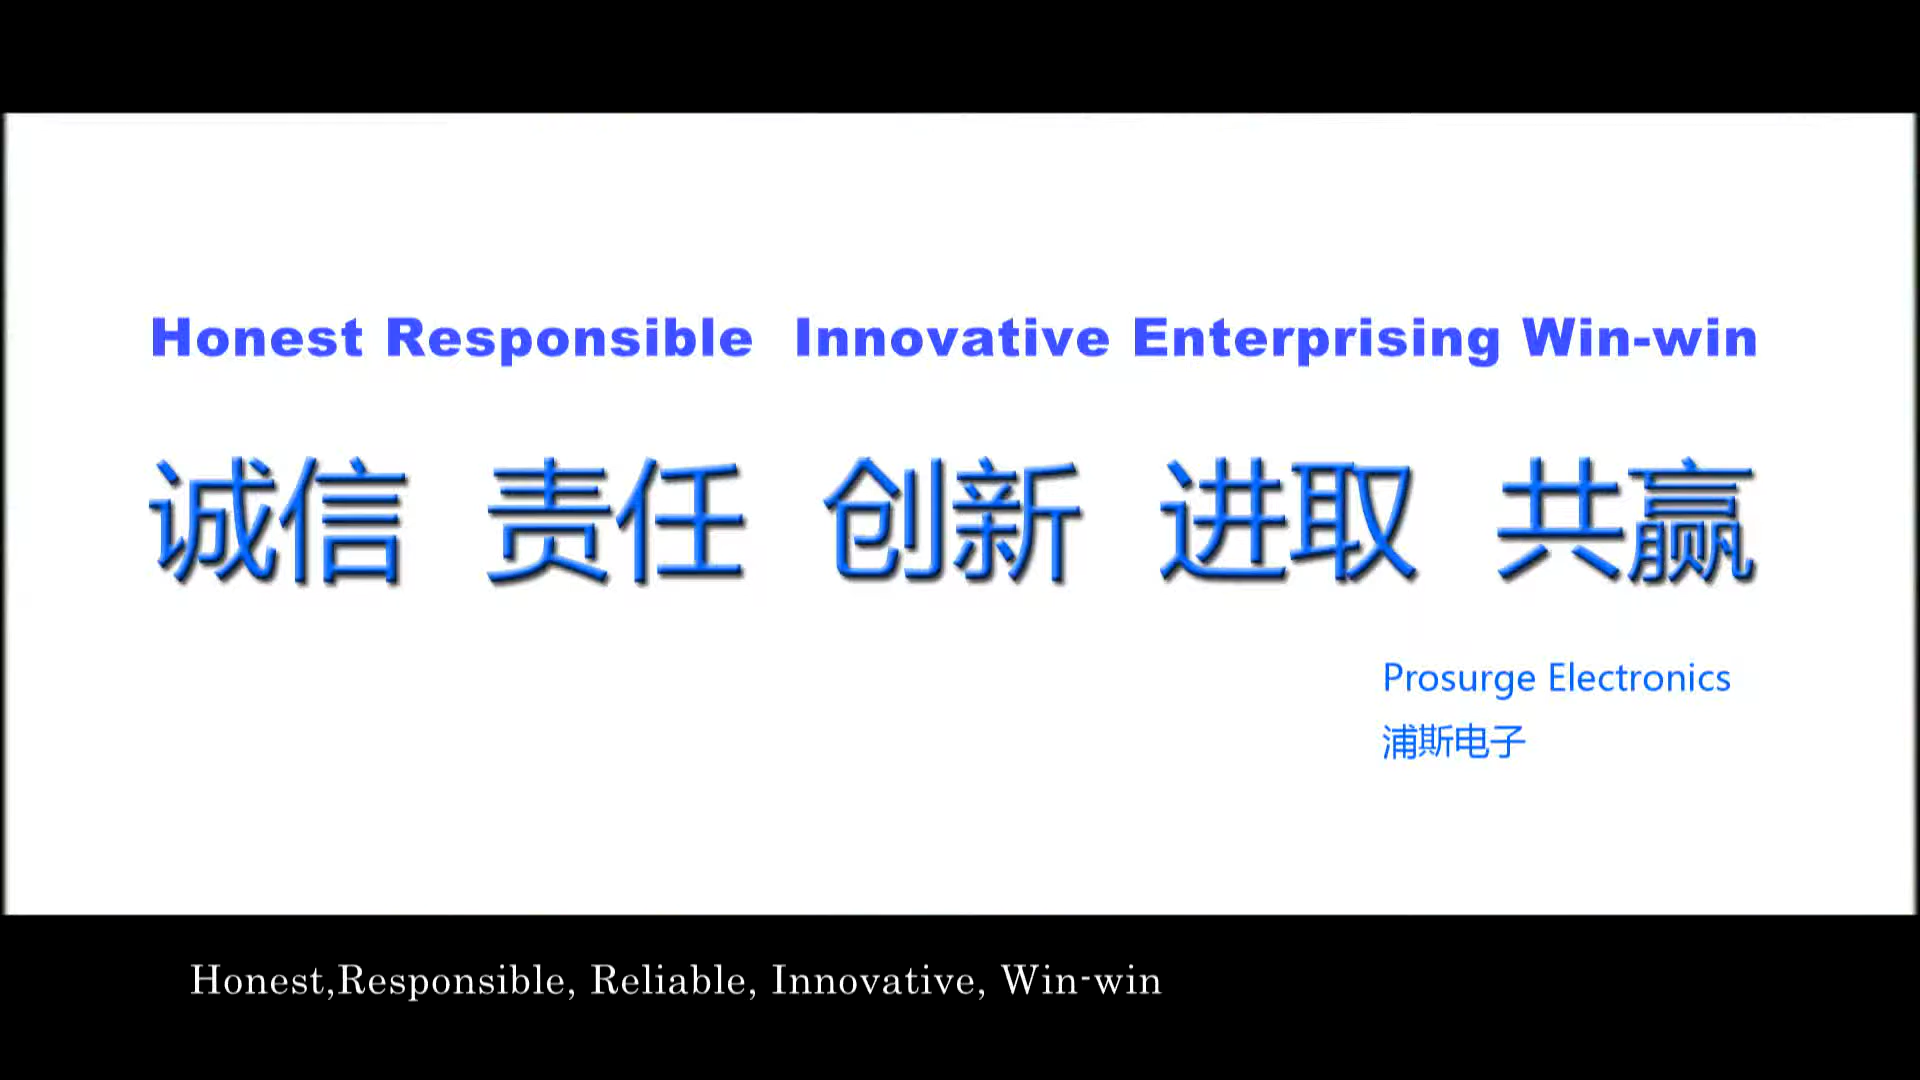 Honest Responsible  Innovative Enterprising Win-win
诚信 责任 创新 进取 共赢
Prosurge Electronics
浦斯电子
Honest,Responsible, Reliable, Innovative, Win-win